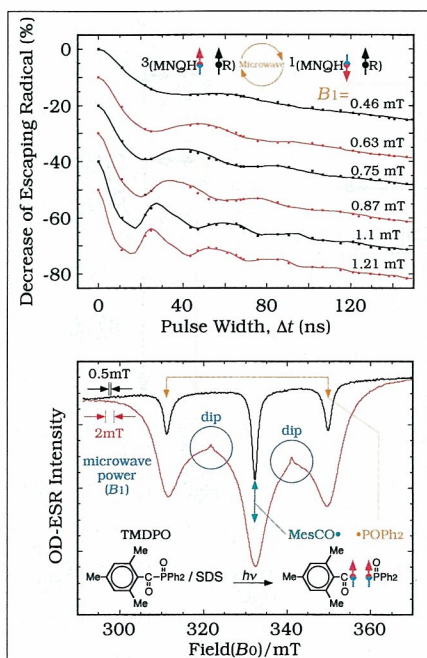 ³(MNQH R) Microwave ¹(MNQH R)
B1=
0.46 mT
0.63 mT
0.75 mT
0.87 mT
1.1 mT
1.21 mT
Decrease of Escaping Radical (%)
0
-20
-40
-60
-80
0 40 80 120
Pulse Width, Δt (ns)
0.5mT
2mT
microwave
power
(B1)
dip
dip
MesCO• •POPh2
OD-ESR Intensity
TMDPO
Me
Me
Me
C
O
O
PPh2 / SDS
hν
Me
Me
Me
C
O
O
PPh2
300 320 340 360
Field(B0)/mT